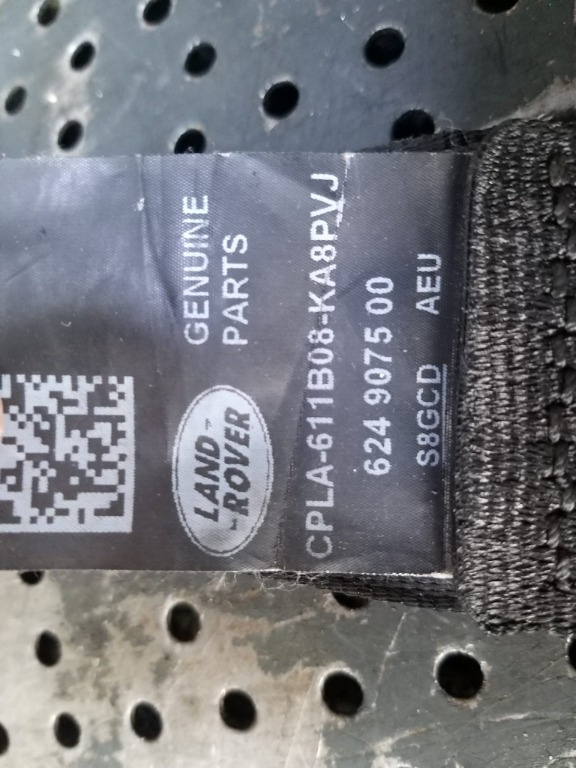 LAND
ROVER
GENUINE
PARTS
CPLA-611B08-KA8PVJ
624 9075 00
S8GCD AEU